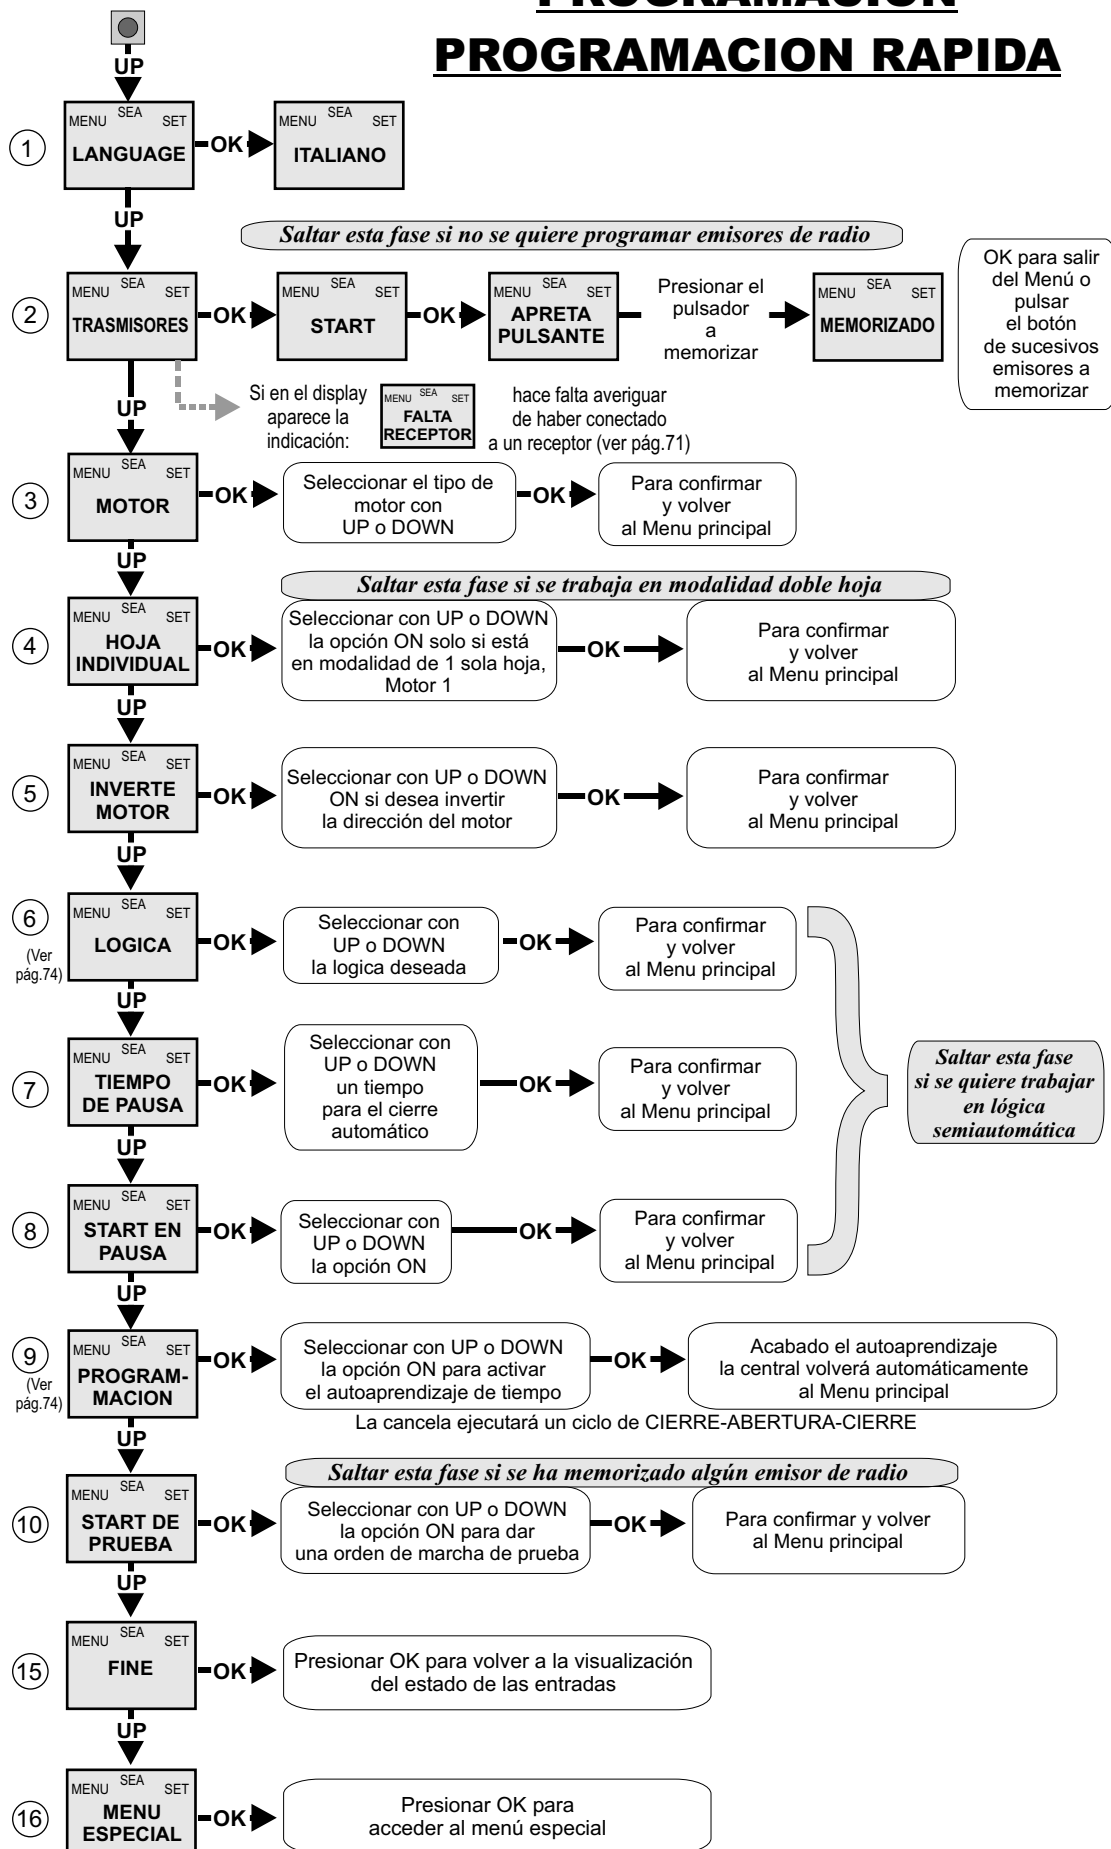 PROGRAMACION
PROGRAMACION RAPIDA
UP
1
MENU SEA SET
LANGUAGE
OK
MENU SEA SET
ITALIANO
UP
Saltar esta fase si no se quiere programar emisores de radio
2
MENU SEA SET
TRASMISORES
OK
MENU SEA SET
START
OK
MENU SEA SET
APRETA
PULSANTE
Presionar el
pulsador
a
memorizar
MENU SEA SET
MEMORIZADO
OK para salir
del Menú o
pulsar
el botón
de sucesivos
emisores a
memorizar
UP
Si en el display
aparece la
indicación:
MENU SEA SET
FALTA
RECEPTOR
hace falta averiguar
de haber conectado
a un receptor (ver pág.71)
3
MENU SEA SET
MOTOR
OK
Seleccionar el tipo de
motor con
UP o DOWN
OK
Para confirmar
y volver
al Menu principal
UP
Saltar esta fase si se trabaja en modalidad doble hoja
4
MENU SEA SET
HOJA
INDIVIDUAL
OK
Seleccionar con UP o DOWN
la opción ON solo si está
en modalidad de 1 sola hoja,
Motor 1
OK
Para confirmar
y volver
al Menu principal
UP
5
MENU SEA SET
INVERTE
MOTOR
OK
Seleccionar con UP o DOWN
ON si desea invertir
la dirección del motor
OK
Para confirmar
y volver
al Menu principal
UP
6
(Ver
pág.74)
MENU SEA SET
LOGICA
OK
Seleccionar con
UP o DOWN
la logica deseada
OK
Para confirmar
y volver
al Menu principal
UP
7
MENU SEA SET
TIEMPO
DE PAUSA
OK
Seleccionar con
UP o DOWN
un tiempo
para el cierre
automático
OK
Para confirmar
y volver
al Menu principal
Saltar esta fase
si se quiere trabajar
en lógica
semiautomática
UP
8
MENU SEA SET
START EN
PAUSA
OK
Seleccionar con
UP o DOWN
la opción ON
OK
Para confirmar
y volver
al Menu principal
UP
9
(Ver
pág.74)
MENU SEA SET
PROGRAM-
MACION
OK
Seleccionar con UP o DOWN
la opción ON para activar
el autoaprendizaje de tiempo
OK
Acabado el autoaprendizaje
la central volverá automáticamente
al Menu principal
La cancela ejecutará un ciclo de CIERRE-ABERTURA-CIERRE
UP
Saltar esta fase si se ha memorizado algún emisor de radio
10
MENU SEA SET
START DE
PRUEBA
OK
Seleccionar con UP o DOWN
la opción ON para dar
una orden de marcha de prueba
OK
Para confirmar y volver
al Menu principal
UP
15
MENU SEA SET
FINE
OK
Presionar OK para volver a la visualización
del estado de las entradas
UP
16
MENU SEA SET
MENU
ESPECIAL
OK
Presionar OK para
acceder al menú especial